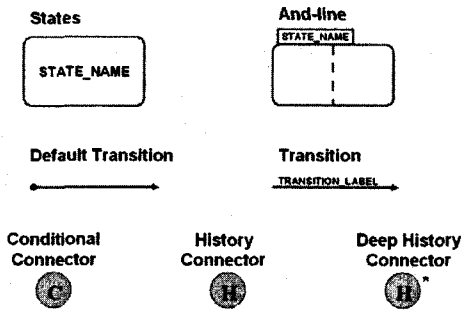 States
And-line
STATE_NAME
STATE_NAME
Default Transition
Transition
TRANSITION_LABEL
Conditional
Connector
History
Connector
Deep History
Connector
C
H
H*